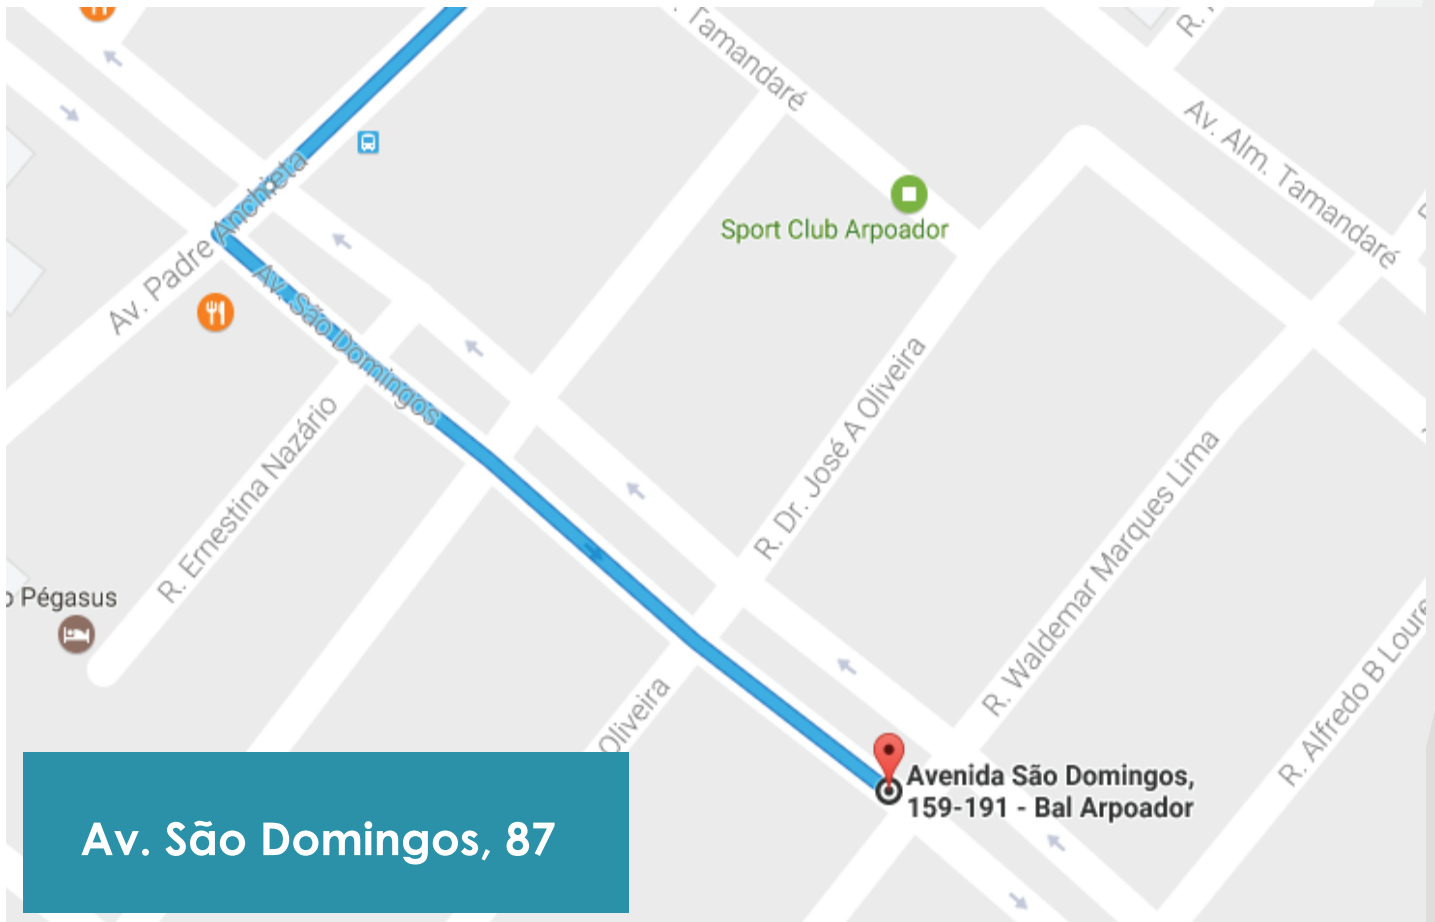 Tamandaré
R.
Av. Alm. Tamandaré
Sport Club Arpoador
Av. Padre Anchieta
Av. São Domingos
R. Dr. José A Oliveira
R. Ernestina Nazário
R. Waldemar Marques Lima
Pégasus
R. Alfredo B Loure
Oliveira
Avenida São Domingos,
159-191 - Bal Arpoador
Av. São Domingos, 87